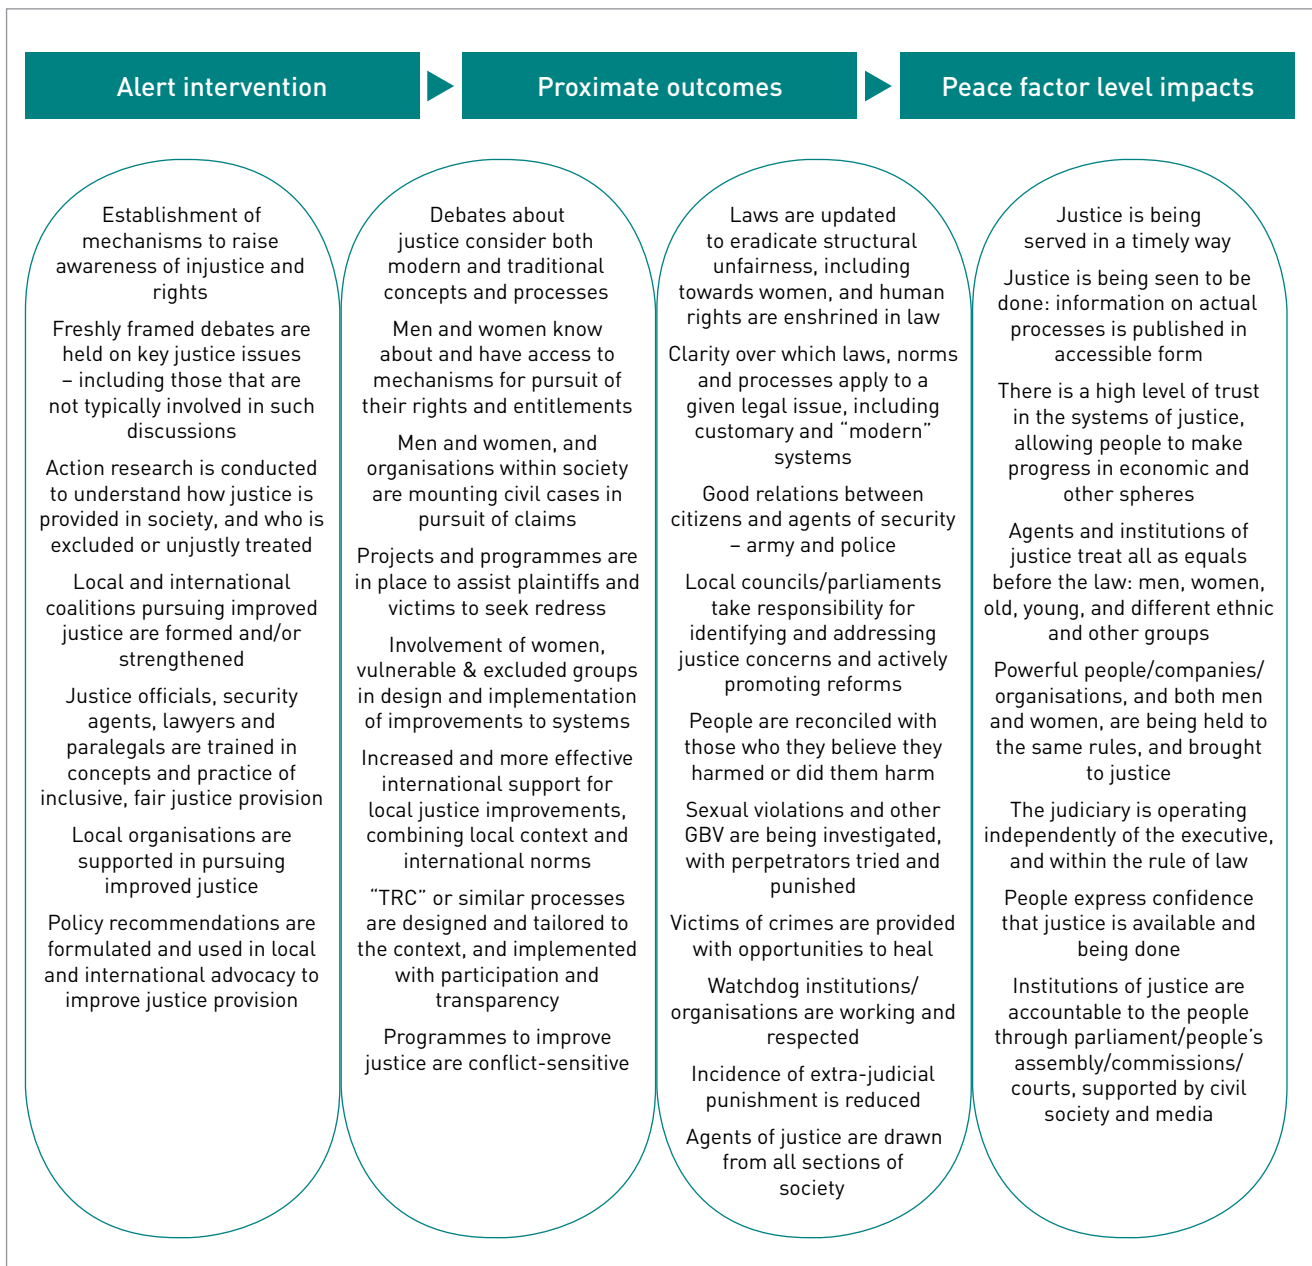 Alert intervention
Proximate outcomes
Peace factor level impacts
Establishment of
mechanisms to raise
awareness of injustice and
rights
Freshly framed debates are
held on key justice issues
– including those that are
not typically involved in such
discussions
Action research is conducted
to understand how justice is
provided in society, and who is
excluded or unjustly treated
Local and international
coalitions pursuing improved
justice are formed and/or
strengthened
Justice officials, security
agents, lawyers and
paralegals are trained in
concepts and practice of
inclusive, fair justice provision
Local organisations are
supported in pursuing
improved justice
Policy recommendations are
formulated and used in local
and international advocacy to
improve justice provision
Debates about
justice consider both
modern and traditional
concepts and processes
Men and women know
about and have access to
mechanisms for pursuit of
their rights and entitlements
Men and women, and
organisations within society
are mounting civil cases in
pursuit of claims
Projects and programmes are
in place to assist plaintiffs and
victims to seek redress
Involvement of women,
vulnerable & excluded groups
in design and implementation
of improvements to systems
Increased and more effective
international support for
local justice improvements,
combining local context and
international norms
“TRC” or similar processes
are designed and tailored to
the context, and implemented
with participation and
transparency
Programmes to improve
justice are conflict-sensitive
Laws are updated
to eradicate structural
unfairness, including
towards women, and human
rights are enshrined in law
Clarity over which laws, norms
and processes apply to a
given legal issue, including
customary and “modern”
systems
Good relations between
citizens and agents of security
– army and police
Local councils/parliaments
take responsibility for
identifying and addressing
justice concerns and actively
promoting reforms
People are reconciled with
those who they believe they
harmed or did them harm
Sexual violations and other
GBV are being investigated,
with perpetrators tried and
punished
Victims of crimes are provided
with opportunities to heal
Watchdog institutions/
organisations are working and
respected
Incidence of extra-judicial
punishment is reduced
Agents of justice are drawn
from all sections of
society
Justice is being
served in a timely way
Justice is being seen to be
done: information on actual
processes is published in
accessible form
There is a high level of trust
in the systems of justice,
allowing people to make
progress in economic and
other spheres
Agents and institutions of
justice treat all as equals
before the law: men, women,
old, young, and different ethnic
and other groups
Powerful people/companies/
organisations, and both men
and women, are being held to
the same rules, and brought
to justice
The judiciary is operating
independently of the executive,
and within the rule of law
People express confidence
that justice is available and
being done
Institutions of justice are
accountable to the people
through parliament/people’s
assembly/commissions/
courts, supported by civil
society and media